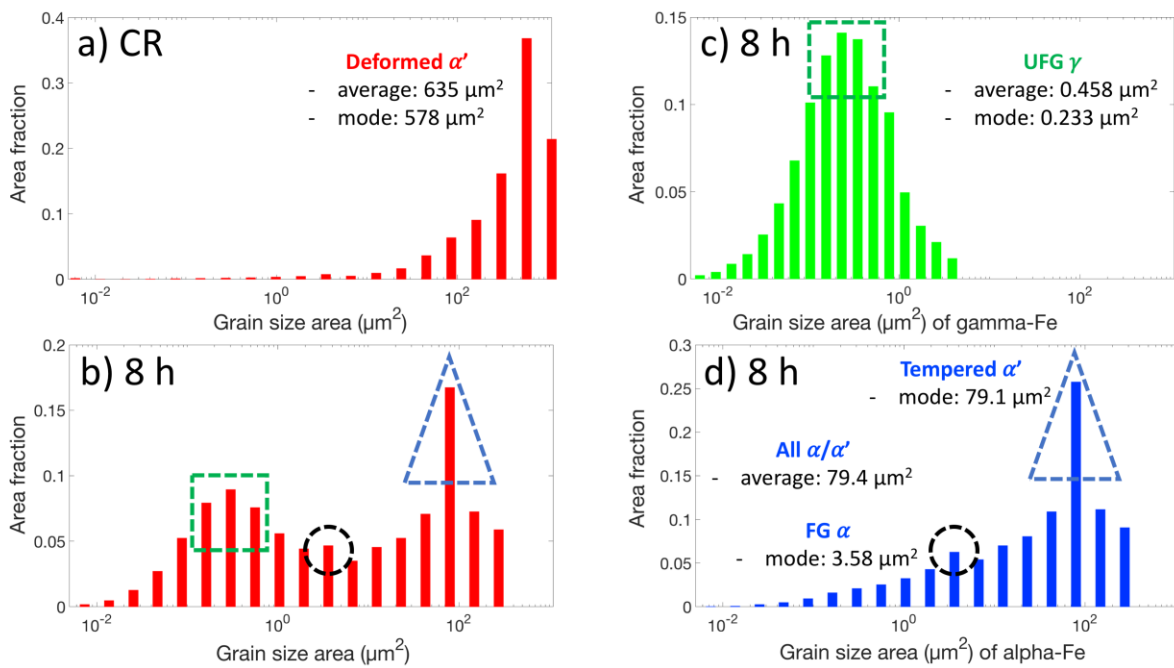 a) CR
Deformed α’
- average: 635 μm²
- mode: 578 μm²
Area fraction
0.4
0.3
0.2
0.1
0
10⁻²
10⁰
10²
Grain size area (μm²)
c) 8 h
UFG γ
- average: 0.458 μm²
- mode: 0.233 μm²
Area fraction
0.15
0.1
0.05
0
10⁻²
10⁰
10²
Grain size area (μm²) of gamma-Fe
b) 8 h
Area fraction
0.2
0.15
0.1
0.05
0
10⁻²
10⁰
10²
Grain size area (μm²)
d) 8 h
Tempered α’
- mode: 79.1 μm²
All α/α’
- average: 79.4 μm²
FG α
- mode: 3.58 μm²
Area fraction
0.3
0.25
0.2
0.15
0.1
0.05
0
10⁻²
10⁰
10²
Grain size area (μm²) of alpha-Fe